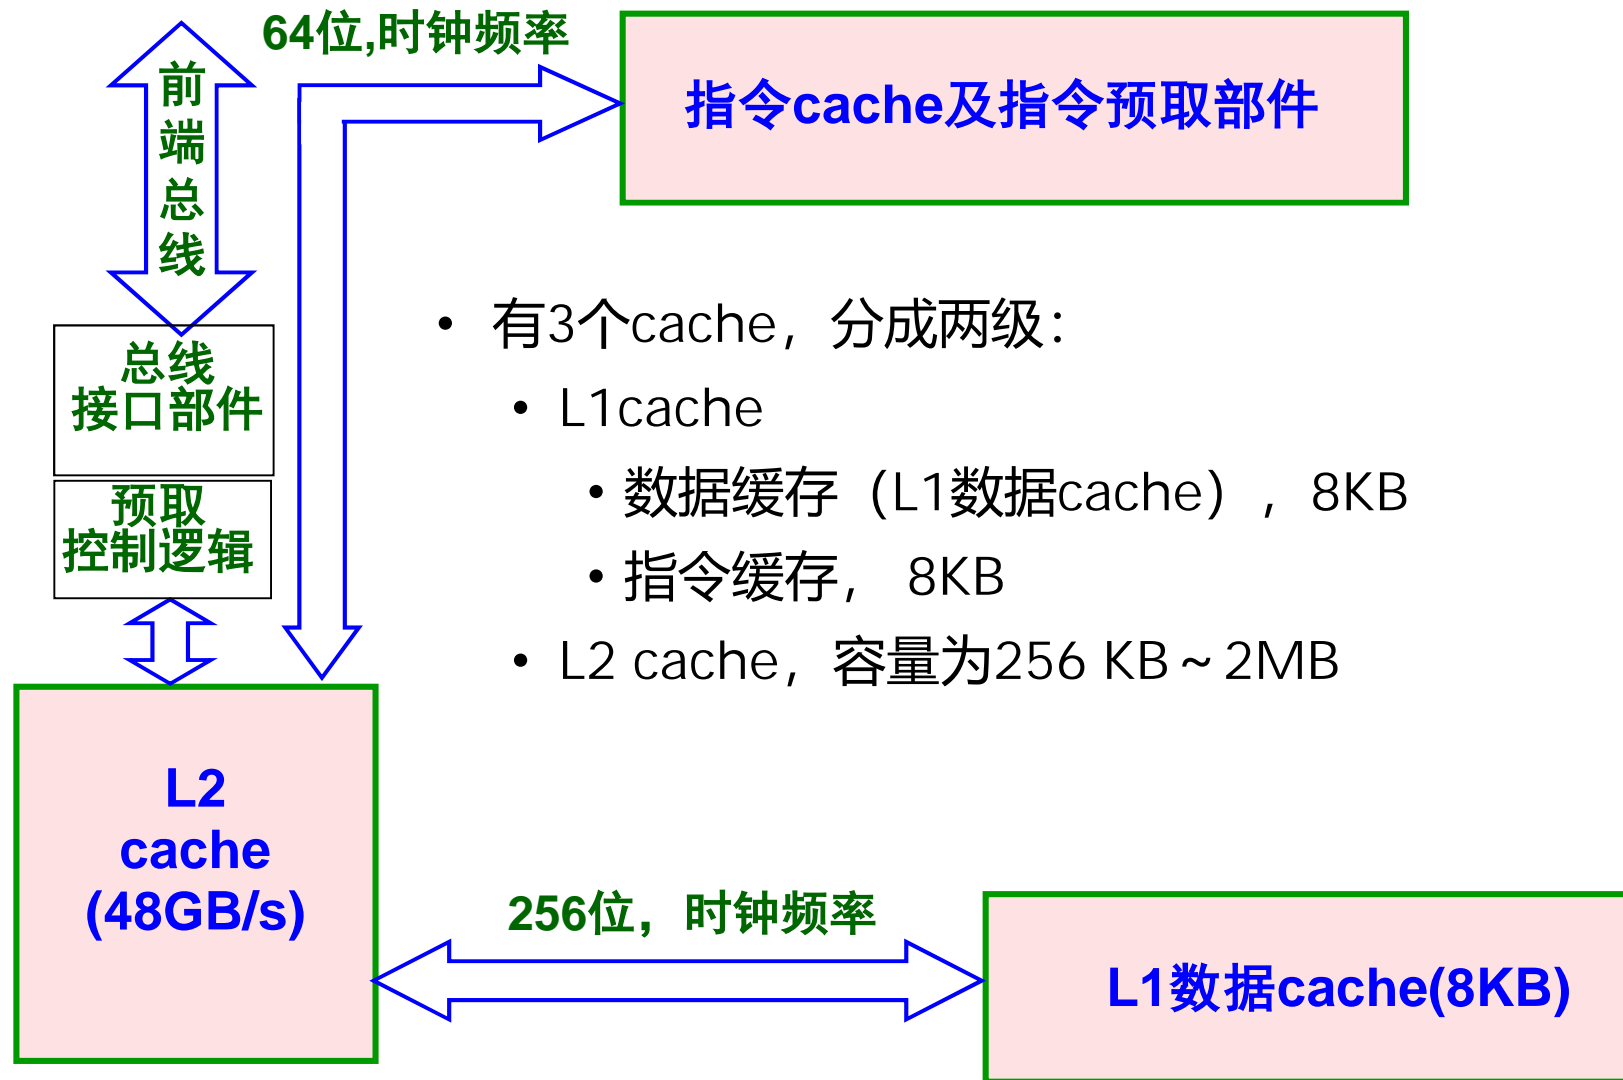 64位,时钟频率
前
端
总
线
指令cache及指令预取部件
• 有3个cache，分成两级：
• L1cache
• 数据缓存（L1数据cache），8KB
• 指令缓存， 8KB
• L2 cache，容量为256 KB～2MB
总线
接口部件
预取
控制逻辑
L2
cache
(48GB/s)
256位，时钟频率
L1数据cache(8KB)